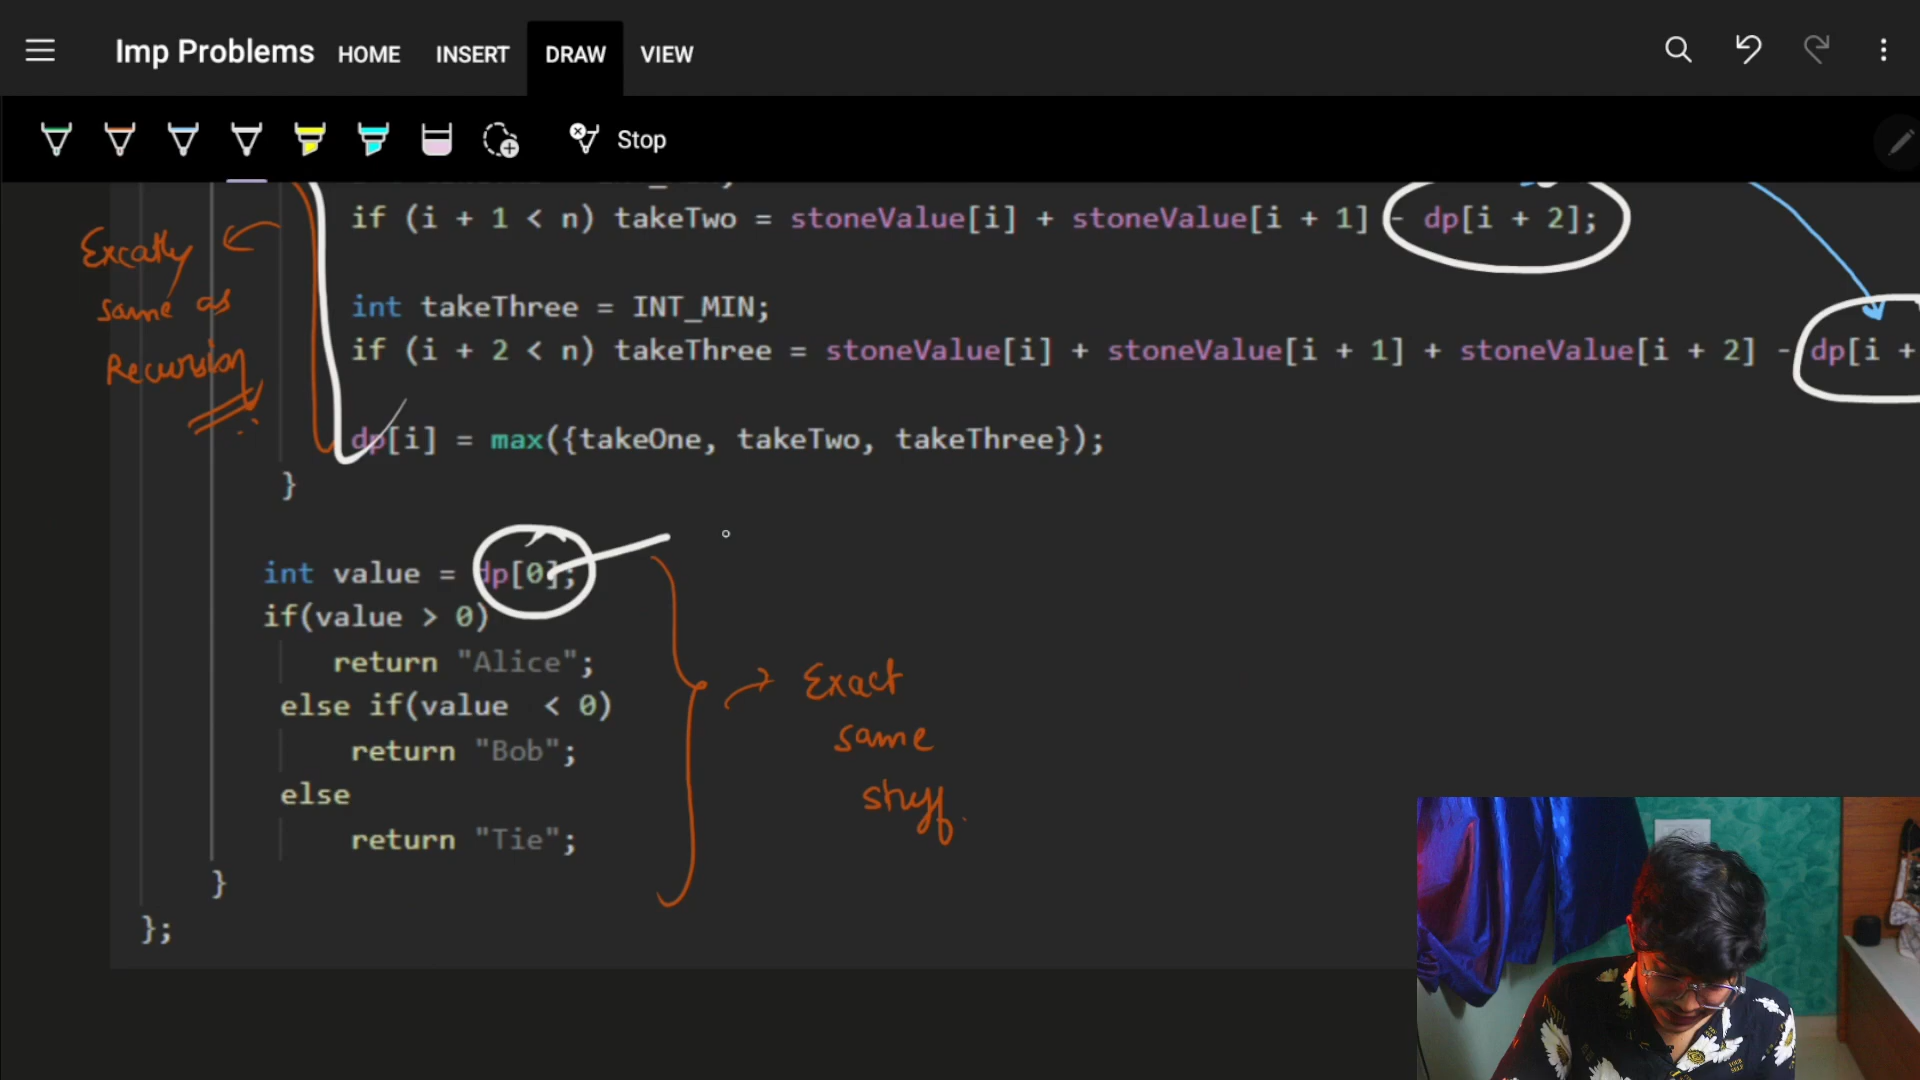 Imp Problems HOME INSERT DRAW VIEW
Stop
if (i + 1 < n) takeTwo = stoneValue[i] + stoneValue[i + 1] - dp[i + 2];
int takeThree = INT_MIN;
if (i + 2 < n) takeThree = stoneValue[i] + stoneValue[i + 1] + stoneValue[i + 2] - dp[i +
dp[i] = max({takeOne, takeTwo, takeThree});
}
Excatly
same as
Recursion
int value = dp[0];
if(value > 0)
return "Alice";
else if(value < 0)
return "Bob";
else
return "Tie";
}
};
Exact
same
stuff.